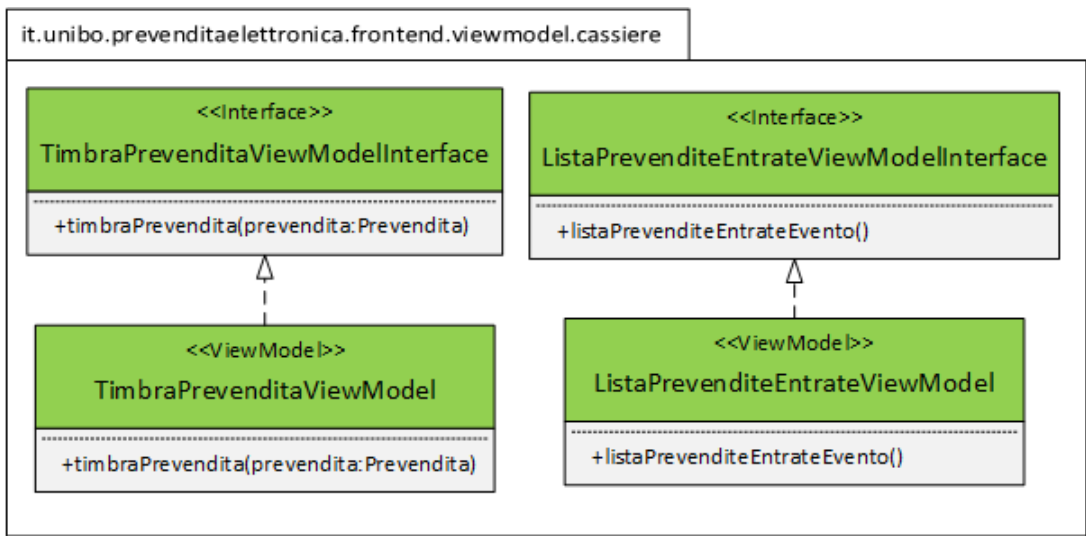 it.unibo.prevenditaelettronica.frontend.viewmodel.cassiere
<<Interface>>
TimbraPrevenditaViewModelInterface
+timbraPrevendita(prevendita:Prevendita)
<<Interface>>
ListaPrevenditeEntrateViewModelInterface
+listaPrevenditeEntrateEvento()
<<ViewModel>>
TimbraPrevenditaViewModel
+timbraPrevendita(prevendita:Prevendita)
<<ViewModel>>
ListaPrevenditeEntrateViewModel
+listaPrevenditeEntrateEvento()